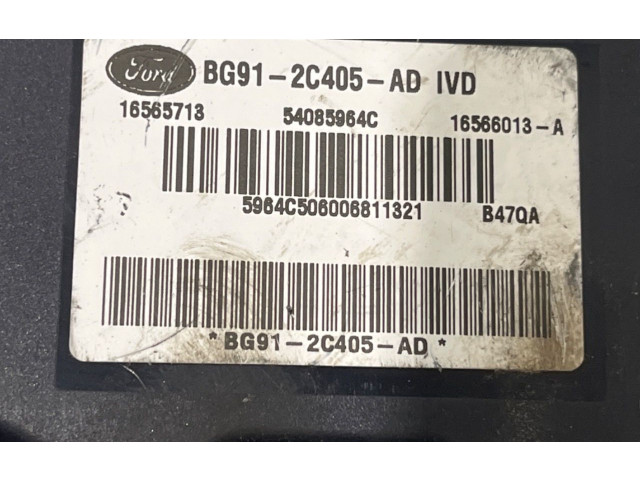 Ford BG91-2C405-AD IVD
16565713 54085964C 16566013-A
5964C506006811321 B47QA
*BG91-2C405-AD*